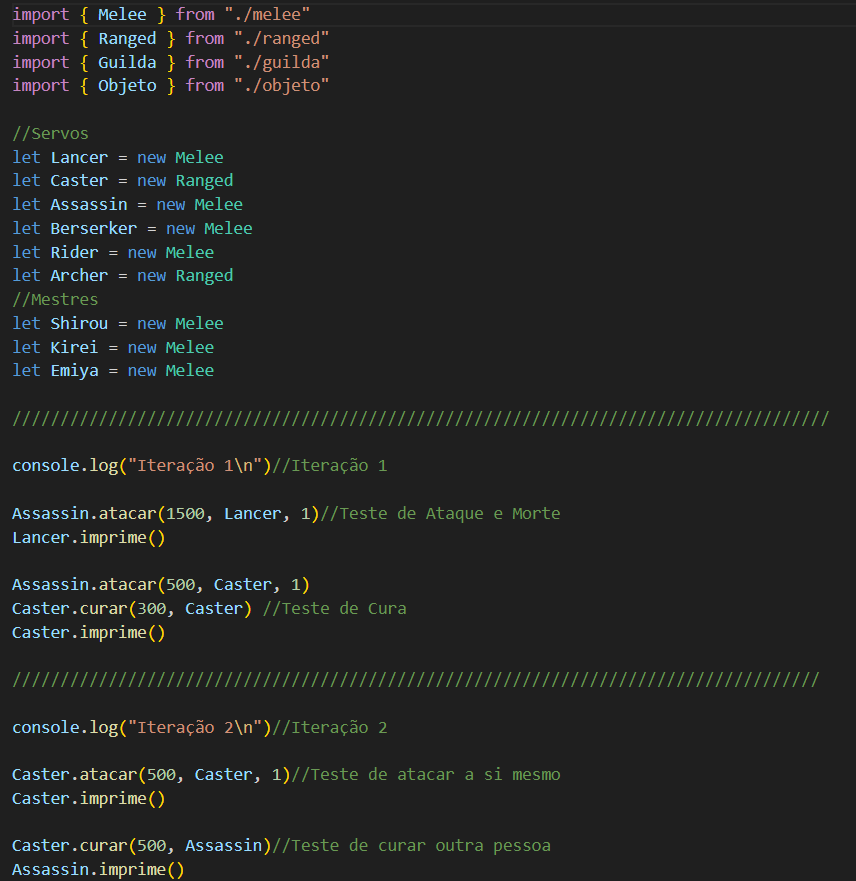 import { Melee } from "./melee"
import { Ranged } from "./ranged"
import { Guilda } from "./guilda"
import { Objeto } from "./objeto"
//Servos
let Lancer = new Melee
let Caster = new Ranged
let Assassin = new Melee
let Berserker = new Melee
let Rider = new Melee
let Archer = new Ranged
//Mestres
let Shirou = new Melee
let Kirei = new Melee
let Emiya = new Melee
/////////////////////////////////////////////////////////////////////////////////////
console.log("Iteração 1\n")//Iteração 1
Assassin.atacar(1500, Lancer, 1)//Teste de Ataque e Morte
Lancer.imprime()
Assassin.atacar(500, Caster, 1)
Caster.curar(300, Caster) //Teste de Cura
Caster.imprime()
////////////////////////////////////////////////////////////////////////////////////
console.log("Iteração 2\n")//Iteração 2
Caster.atacar(500, Caster, 1)//Teste de atacar a si mesmo
Caster.imprime()
Caster.curar(500, Assassin)//Teste de curar outra pessoa
Assassin.imprime()